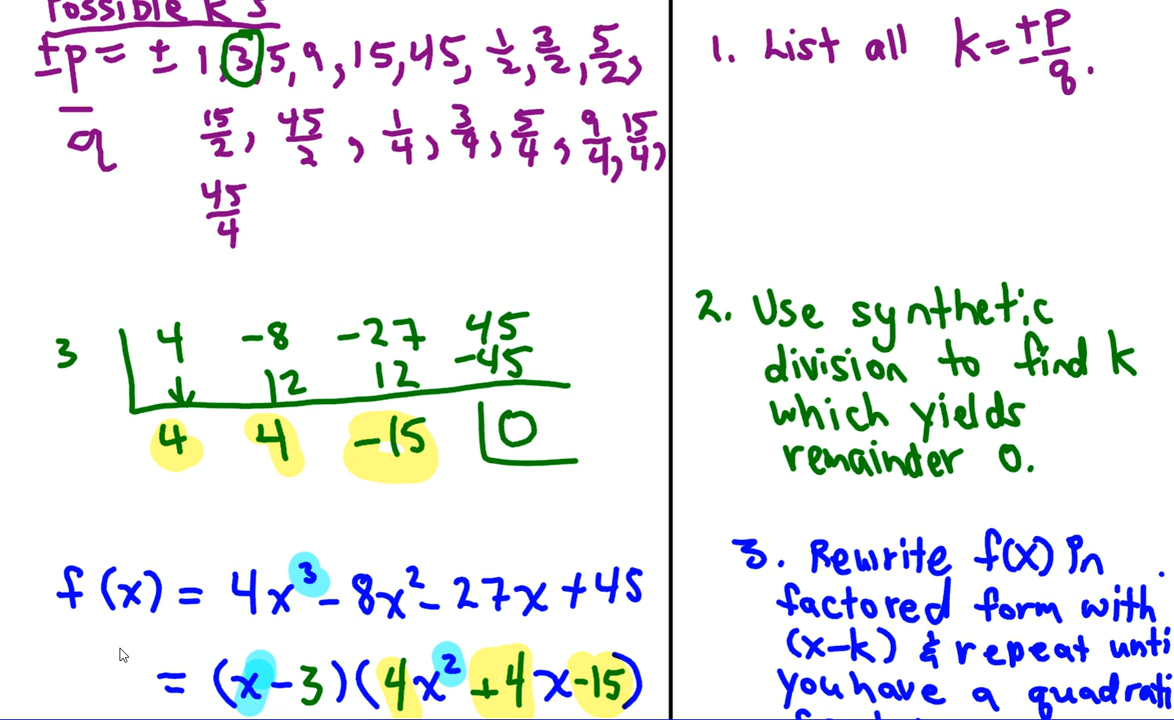 Possible k's
±p = ± 1, 3, 5, 9, 15, 45, 1/2, 3/2, 5/2,
q 15/2, 45/2, 1/4, 3/4, 5/4, 9/4, 15/4,
45/4
3 4 -8 -27 45
12 12 -45
4 4 -15 0
f(x) = 4x³ - 8x² - 27x + 45
= (x - 3)(4x² + 4x - 15)
1. List all k = ±p/q.
2. Use synthetic
division to find k
which yields
remainder 0.
3. Rewrite f(x) in
factored form with
(x-k) & repeat unti
you have a quadrati